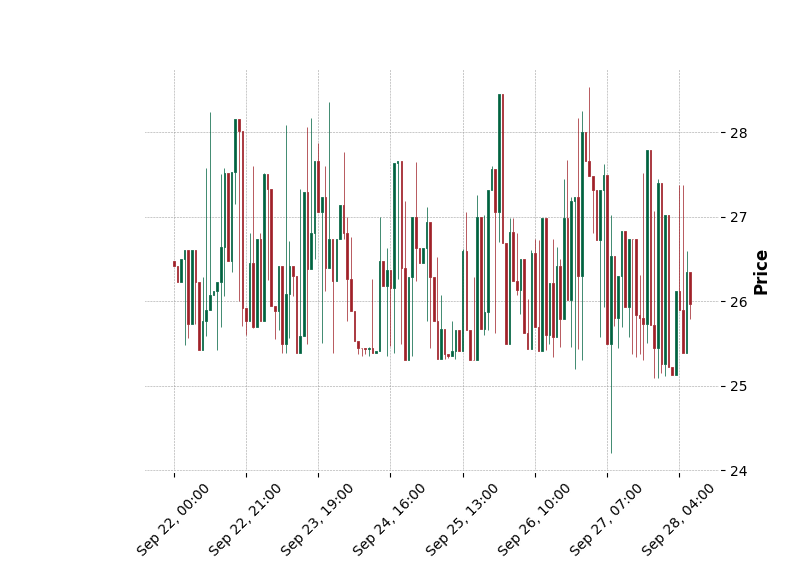 28
27
26
25
24
Price
Sep 22, 00:00
Sep 22, 21:00
Sep 23, 19:00
Sep 24, 16:00
Sep 25, 13:00
Sep 26, 10:00
Sep 27, 07:00
Sep 28, 04:00